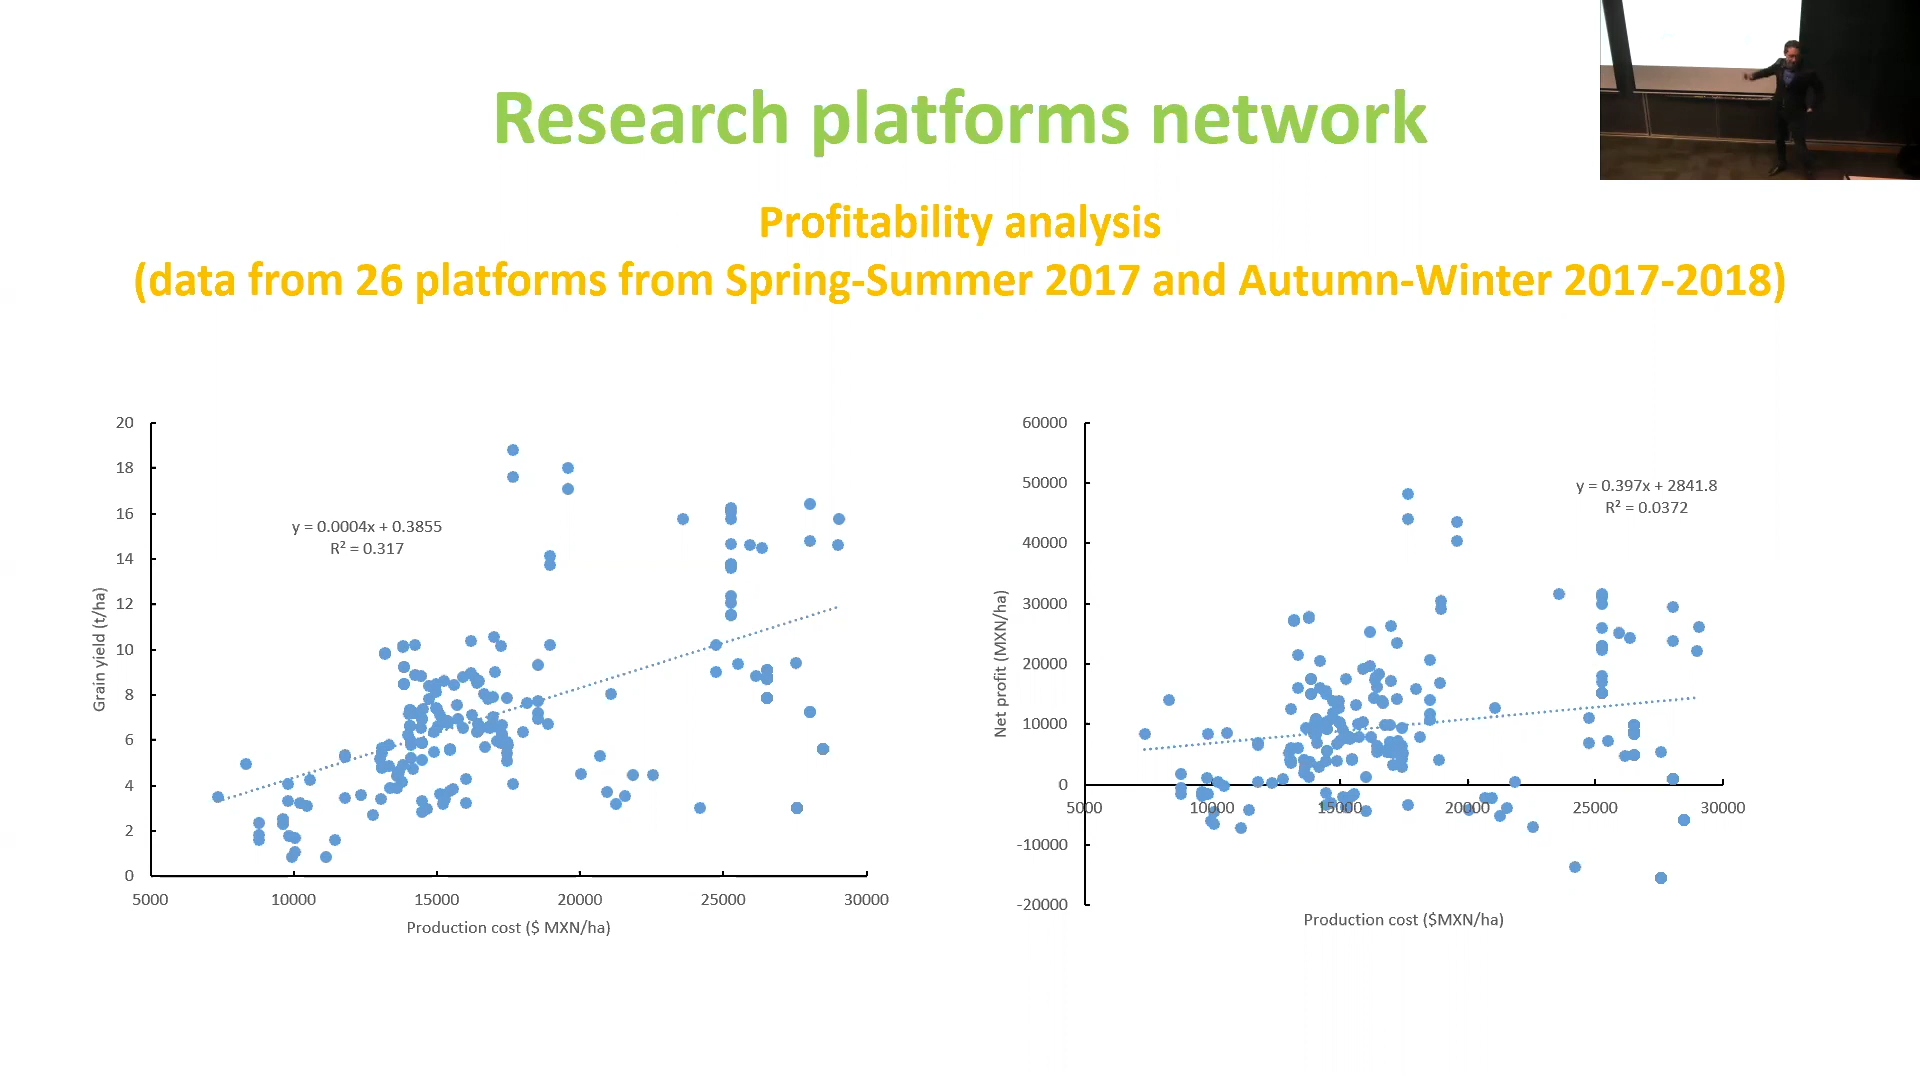 Research platforms network
Profitability analysis
(data from 26 platforms from Spring-Summer 2017 and Autumn-Winter 2017-2018)
20
18
16
14
12
10
8
6
4
2
0
Grain yield (t/ha)
y = 0.0004x + 0.3855
R² = 0.317
5000 10000 15000 20000 25000 30000
Production cost ($ MXN/ha)
60000
50000
40000
30000
20000
10000
0
-10000
-20000
Net profit (MXN/ha)
y = 0.397x + 2841.8
R² = 0.0372
5000 10000 15000 20000 25000 30000
Production cost ($MXN/ha)